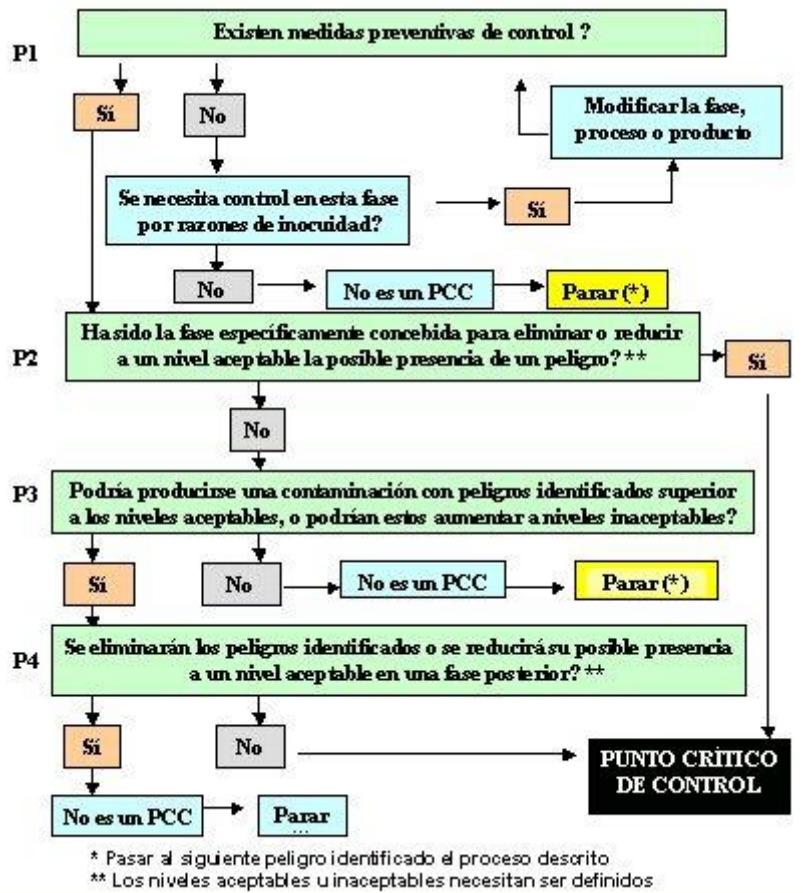 Existen medidas preventivas de control ?
P1
Sí
No
Modificar la fase,
proceso o producto
Se necesita control en esta fase
por razones de inocuidad?
Sí
No
No es un PCC
Parar (*)
Ha sido la fase específicamente concebida para eliminar o reducir
a un nivel aceptable la posible presencia de un peligro? **
P2
Sí
No
P3
Podría producirse una contaminación con peligros identificados superior
a los niveles aceptables, o podrían estos aumentar a niveles inaceptables?
Sí
No
No es un PCC
Parar (*)
P4
Se eliminarán los peligros identificados o se reducirá su posible presencia
a un nivel aceptable en una fase posterior? **
Sí
No
PUNTO CRÍTICO
DE CONTROL
No es un PCC
Parar
...
* Pasar al siguiente peligro identificado el proceso descrito
** Los niveles aceptables u inaceptables necesitan ser definidos